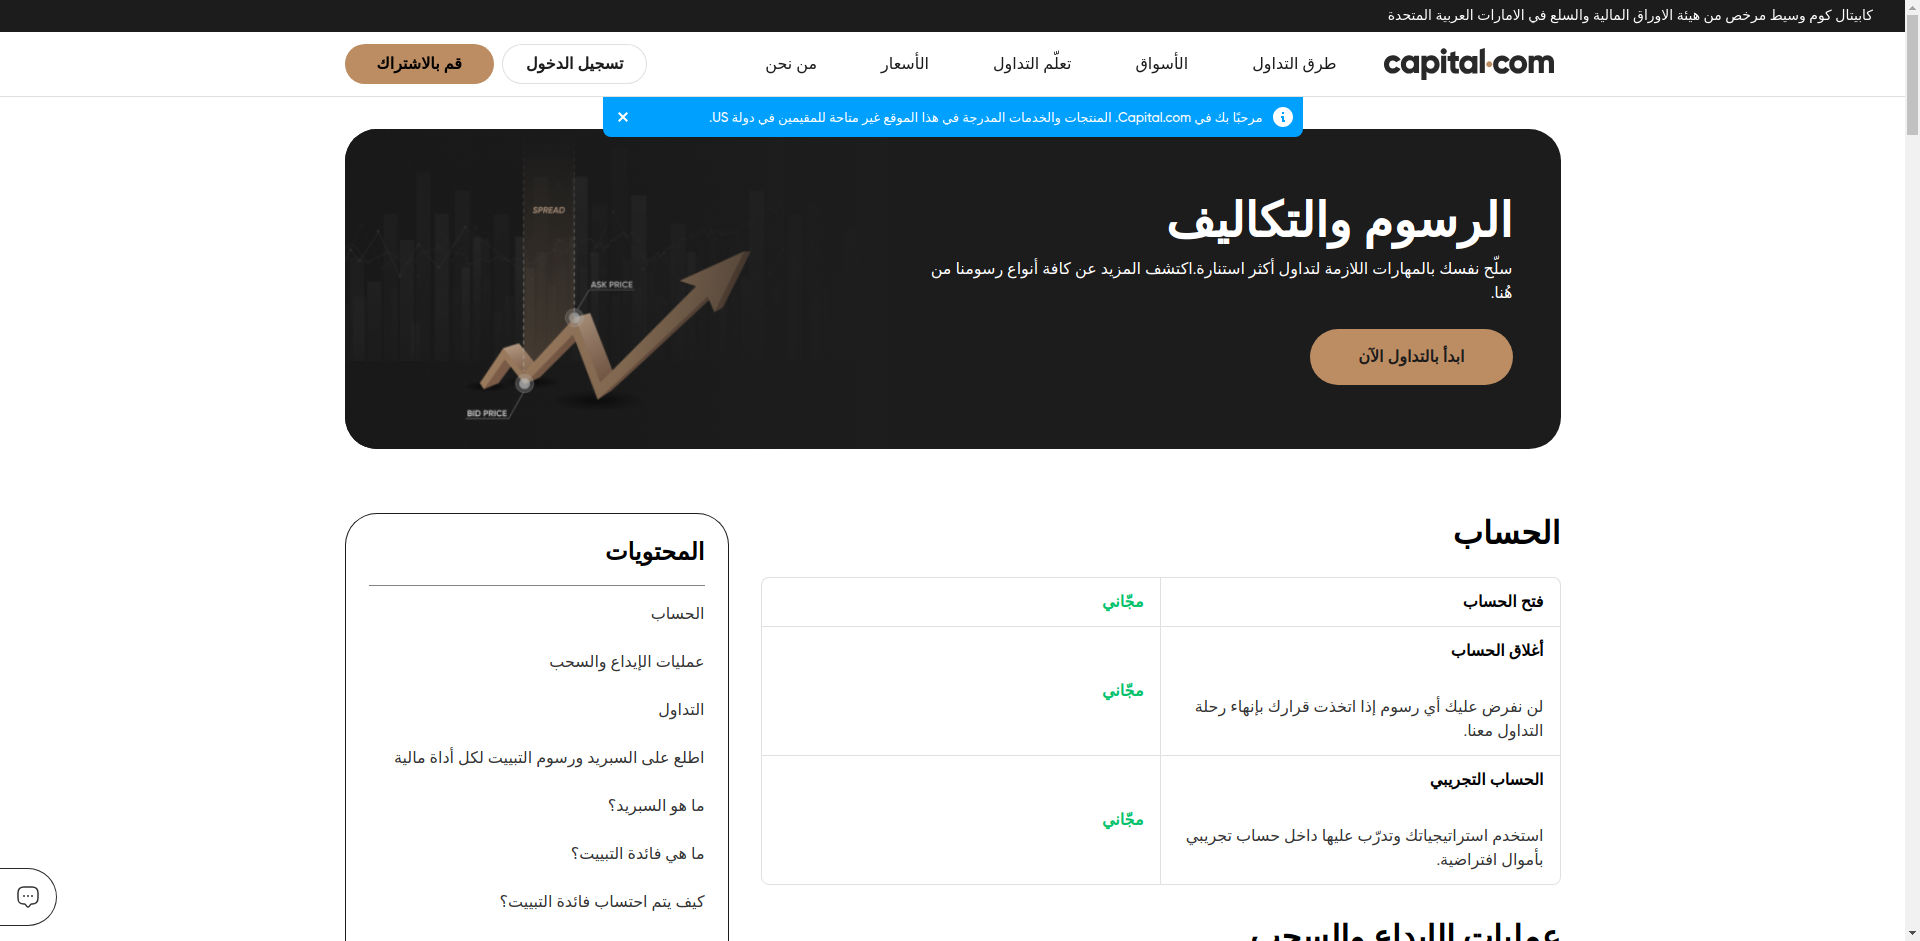 كابيتال كوم وسيط مرخص من هيئة الاوراق المالية والسلع في الامارات العربية المتحدة
capital.com
طرق التداول
الأسواق
تعلّم التداول
الأسعار
من نحن
تسجيل الدخول
قم بالاشتراك
مرحبًا بك في Capital.com. المنتجات والخدمات المدرجة في هذا الموقع غير متاحة للمقيمين في دولة US.
الرسوم والتكاليف
سلّح نفسك بالمهارات اللازمة لتداول أكثر استنارة.اكتشف المزيد عن كافة أنواع رسومنا من
هُنا.
ابدأ بالتداول الآن
SPREAD
ASK PRICE
BID PRICE
الحساب
فتح الحساب
مجّاني
أغلاق الحساب
لن نفرض عليك أي رسوم إذا اتخذت قرارك بإنهاء رحلة
التداول معنا.
مجّاني
الحساب التجريبي
استخدم استراتيجياتك وتدرّب عليها داخل حساب تجريبي
بأموال افتراضية.
مجّاني
عمليات الإيداع والسحب
المحتويات
الحساب
عمليات الإيداع والسحب
التداول
اطلع على السبريد ورسوم التبييت لكل أداة مالية
ما هو السبريد؟
ما هي فائدة التبييت؟
كيف يتم احتساب فائدة التبييت؟